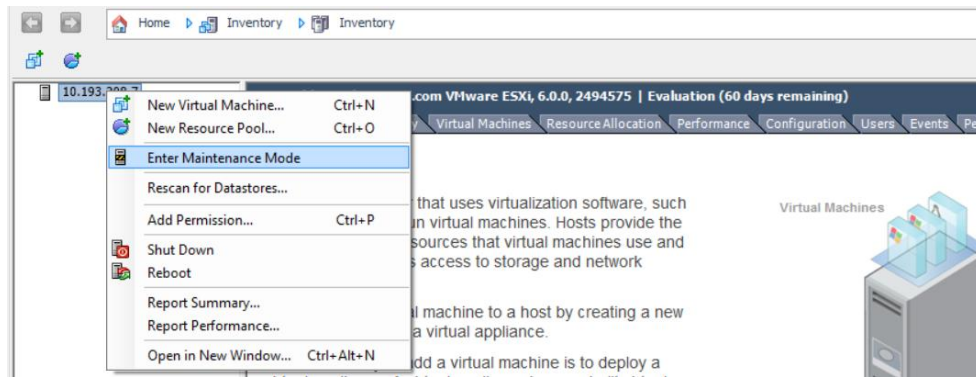 Home Inventory Inventory
10.193.
.com VMware ESXi, 6.0.0, 2494575 | Evaluation (60 days remaining)
Virtual Machines Resource Allocation Performance Configuration Users Events
New Virtual Machine... Ctrl+N
New Resource Pool... Ctrl+O
Enter Maintenance Mode
Rescan for Datastores...
Add Permission... Ctrl+P
Shut Down
Reboot
Report Summary...
Report Performance...
Open in New Window... Ctrl+Alt+N
that uses virtualization software, such
virtual machines. Hosts provide the
that virtual machines use and
access to storage and network
machine to a host by creating a new
a virtual appliance.
a virtual machine is to deploy a
Virtual Machines